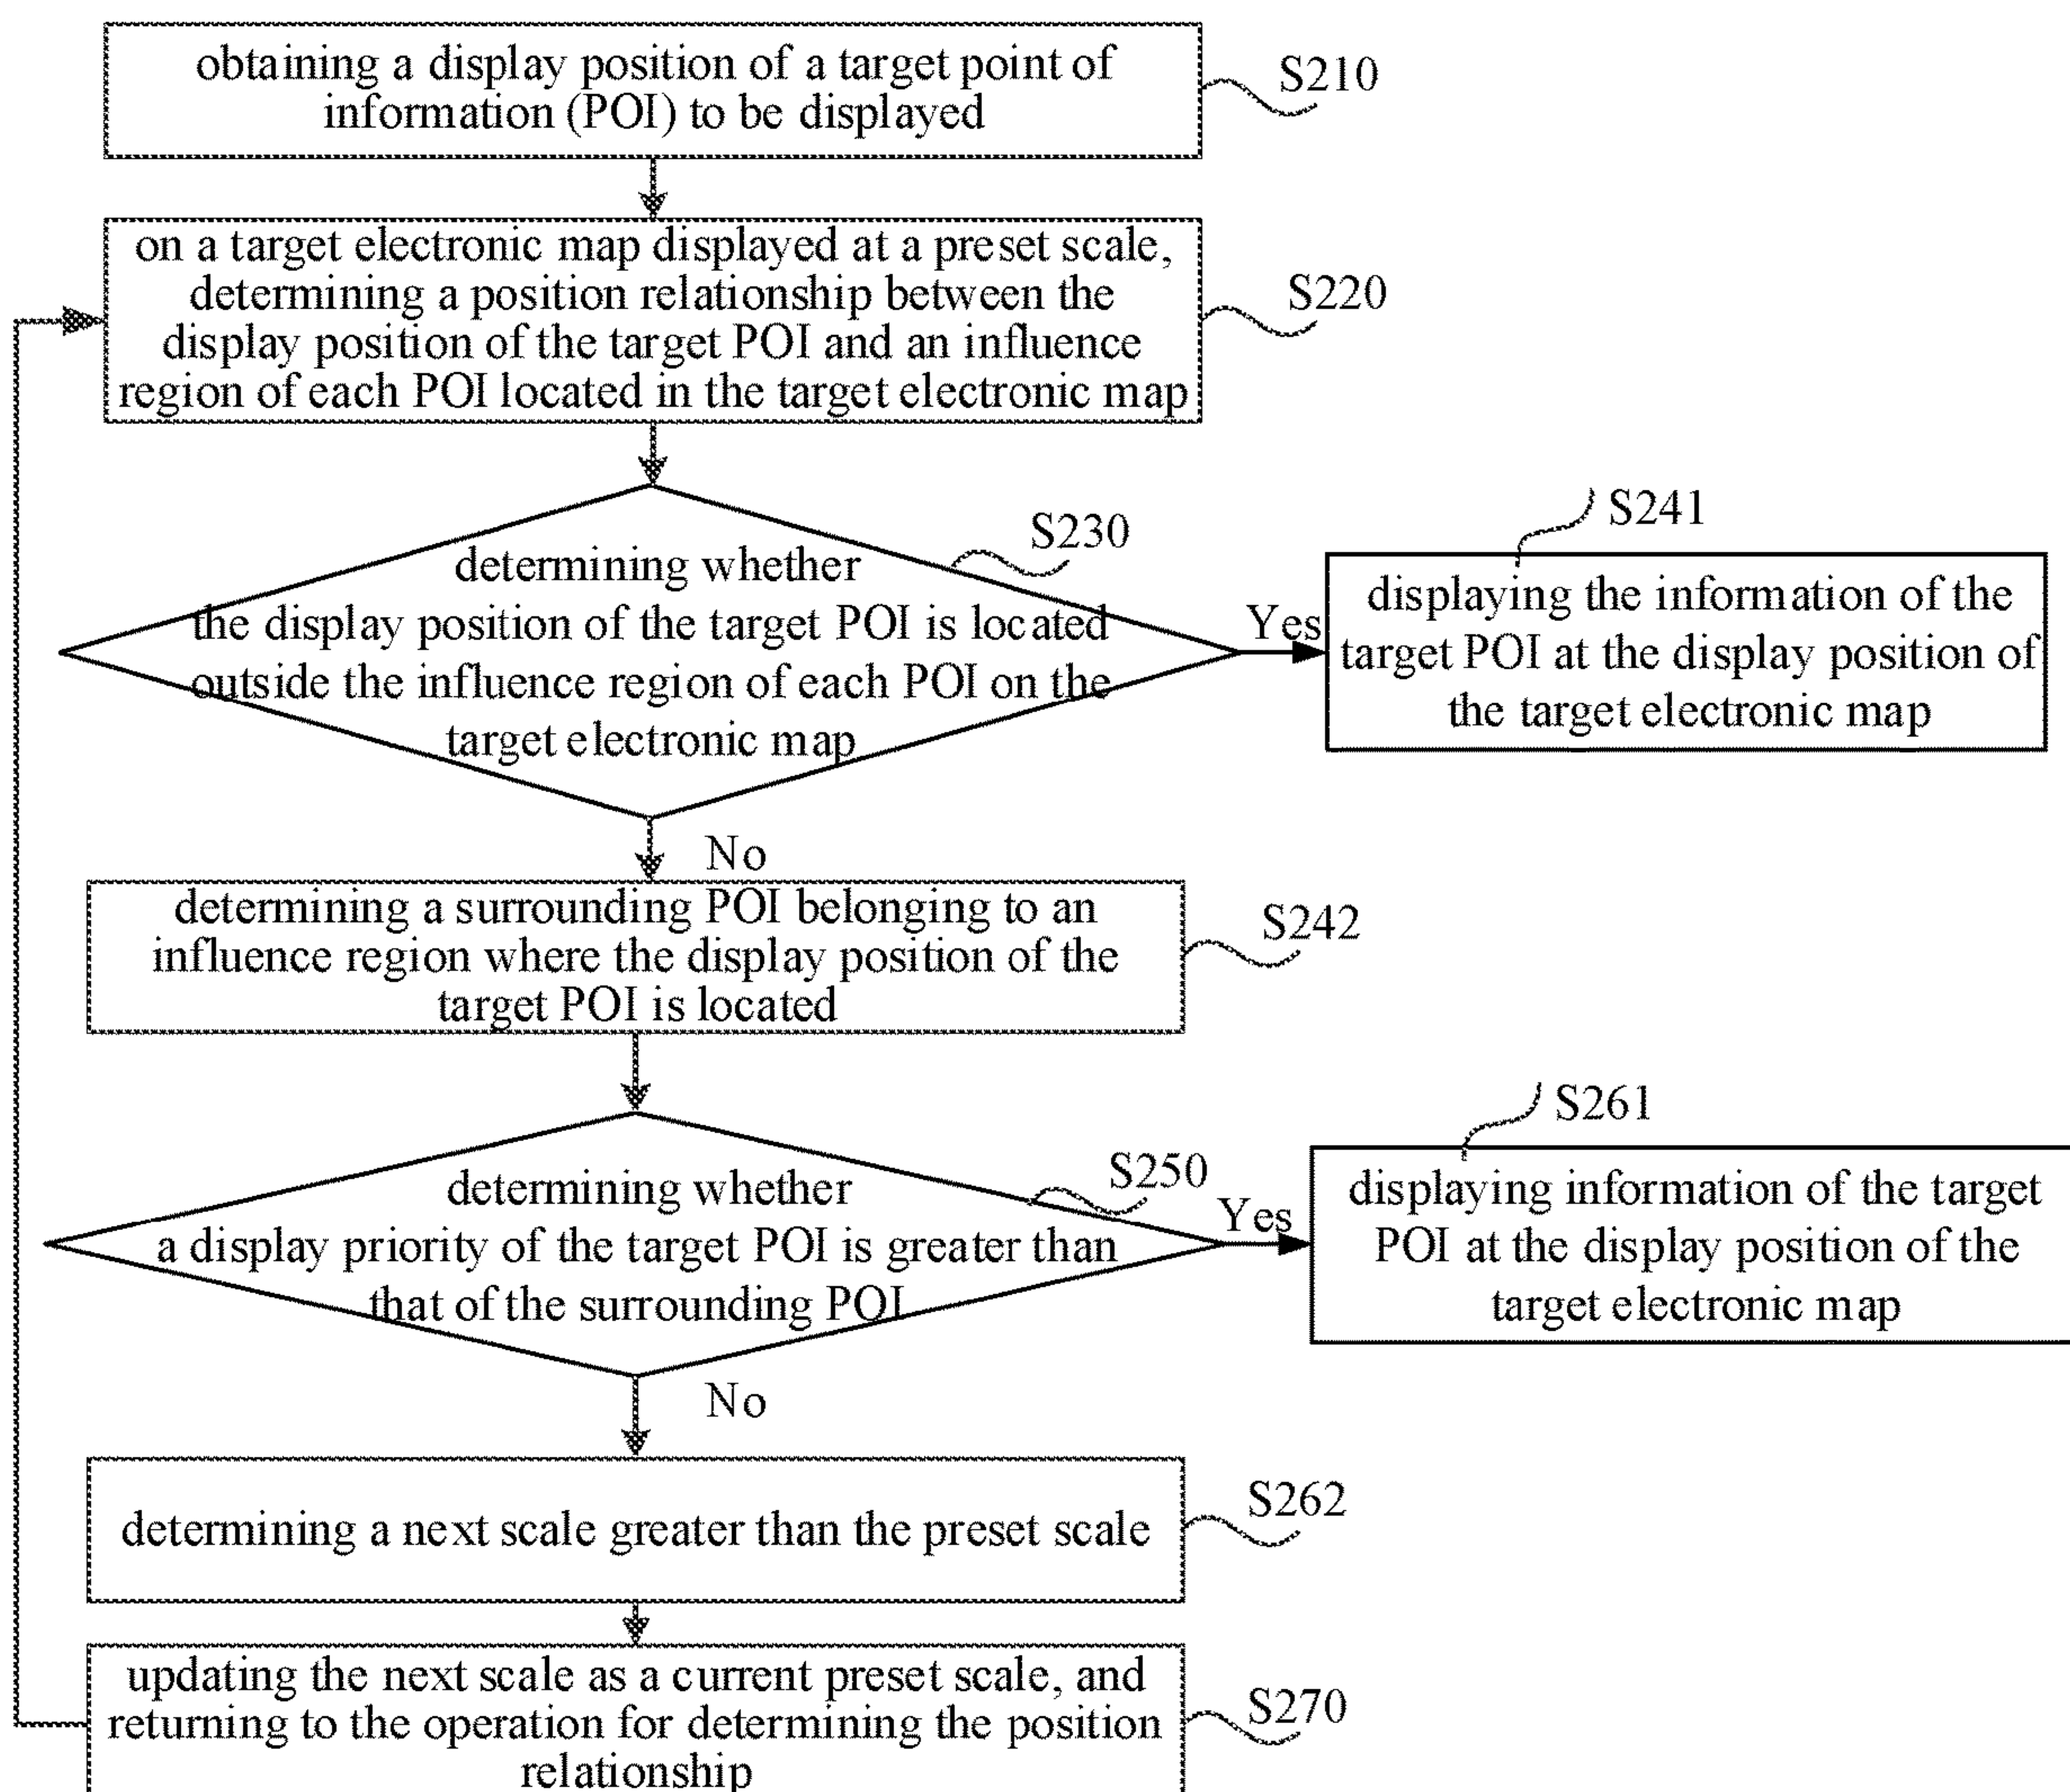 obtaining a display position of a target point of
information (POI) to be displayed
S210
on a target electronic map displayed at a preset scale,
determining a position relationship between the
display position of the target POI and an influence
region of each POI located in the target electronic map
S220
determining whether
the display position of the target POI is located
outside the influence region of each POI on the
target electronic map
S230
Yes
displaying the information of the
target POI at the display position of
the target electronic map
S241
No
determining a surrounding POI belonging to an
influence region where the display position of the
target POI is located
S242
determining whether
a display priority of the target POI is greater than
that of the surrounding POI
S250
Yes
displaying information of the target
POI at the display position of the
target electronic map
S261
No
determining a next scale greater than the preset scale
S262
updating the next scale as a current preset scale, and
returning to the operation for determining the position
relationship
S270